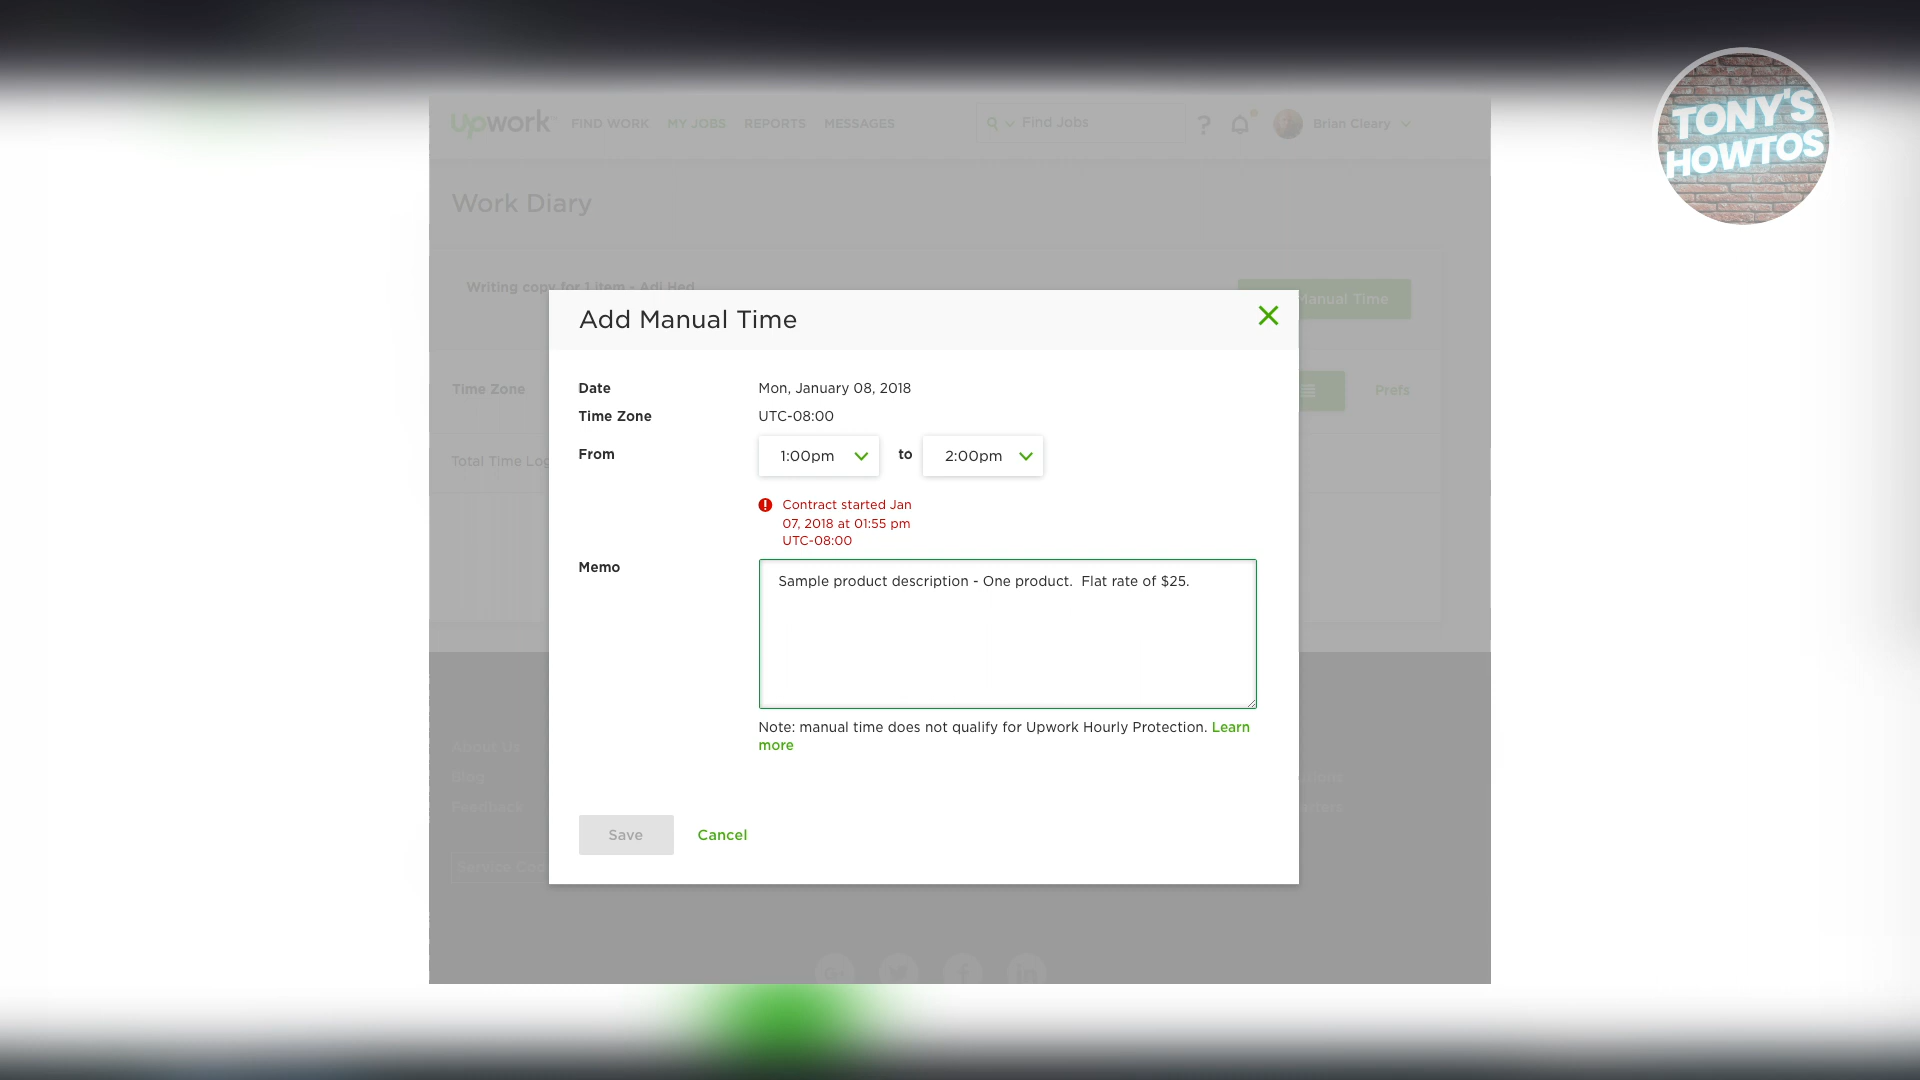 TONY'S
HOWTOS
upwork FIND WORK MY JOBS REPORTS MESSAGES Find Jobs ? Brian Cleary
Work Diary
Writing copy for 1 item - Adi Hed
Manual Time
Add Manual Time
Date Mon, January 08, 2018
Time Zone UTC-08:00
From 1:00pm to 2:00pm
Contract started Jan
07, 2018 at 01:55 pm
UTC-08:00
Memo
Sample product description - One product. Flat rate of $25.
Note: manual time does not qualify for Upwork Hourly Protection. Learn
more
Save Cancel
Time Zone
Prefs
Total Time Log
About Us
Blog
Feedback